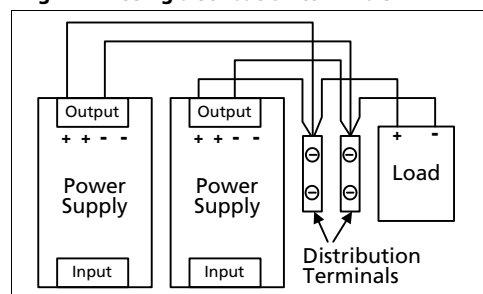 Output
+ + - -
Power
Supply
Input
Output
+ + - -
Power
Supply
Input
+ -
Load
Distribution
Terminals